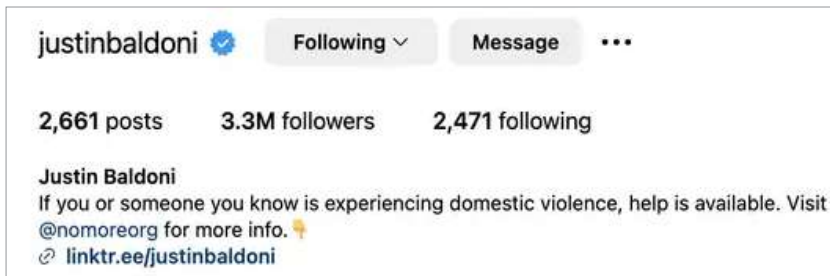 justinbaldoni Following Message
2,661 posts 3.3M followers 2,471 following
Justin Baldoni
If you or someone you know is experiencing domestic violence, help is available. Visit
@nomoreorg for more info.👇
linktr.ee/justinbaldoni